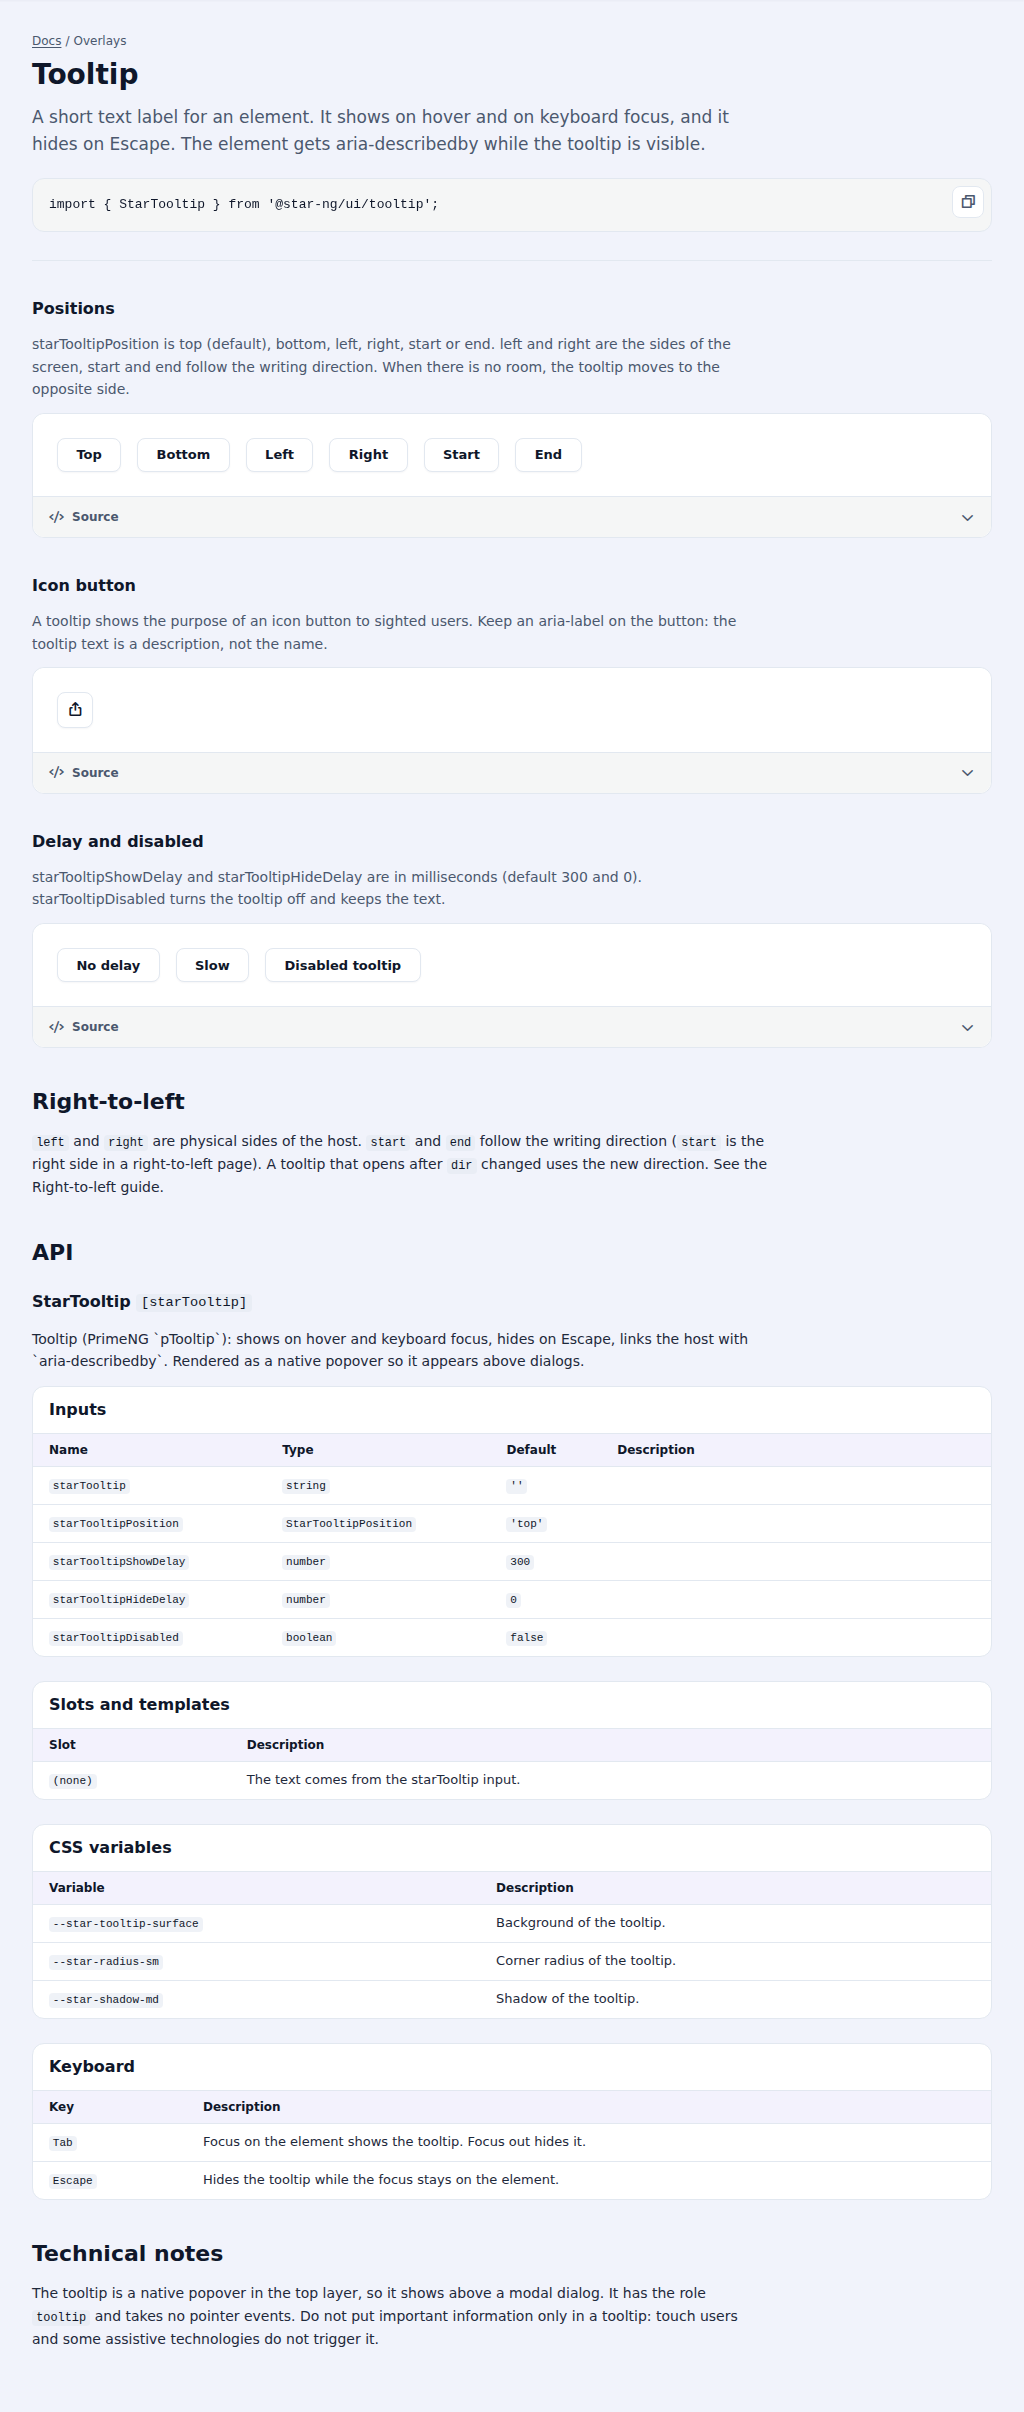 Docs / Overlays
Tooltip
A short text label for an element. It shows on hover and on keyboard focus, and it
hides on Escape. The element gets aria-describedby while the tooltip is visible.
import { StarTooltip } from '@star-ng/ui/tooltip';
Positions
starTooltipPosition is top (default), bottom, left, right, start or end. left and right are the sides of the
screen, start and end follow the writing direction. When there is no room, the tooltip moves to the
opposite side.
Top Bottom Left Right Start End
Source
Icon button
A tooltip shows the purpose of an icon button to sighted users. Keep an aria-label on the button: the
tooltip text is a description, not the name.
Source
Delay and disabled
starTooltipShowDelay and starTooltipHideDelay are in milliseconds (default 300 and 0).
starTooltipDisabled turns the tooltip off and keeps the text.
No delay Slow Disabled tooltip
Source
Right-to-left
left and right are physical sides of the host. start and end follow the writing direction ( start is the
right side in a right-to-left page). A tooltip that opens after dir changed uses the new direction. See the
Right-to-left guide.
API
StarTooltip [starTooltip]
Tooltip (PrimeNG `pTooltip`): shows on hover and keyboard focus, hides on Escape, links the host with
`aria-describedby`. Rendered as a native popover so it appears above dialogs.
Inputs
Name Type Default Description
starTooltip string ''
starTooltipPosition StarTooltipPosition 'top'
starTooltipShowDelay number 300
starTooltipHideDelay number 0
starTooltipDisabled boolean false
Slots and templates
Slot Description
(none) The text comes from the starTooltip input.
CSS variables
Variable Description
--star-tooltip-surface Background of the tooltip.
--star-radius-sm Corner radius of the tooltip.
--star-shadow-md Shadow of the tooltip.
Keyboard
Key Description
Tab Focus on the element shows the tooltip. Focus out hides it.
Escape Hides the tooltip while the focus stays on the element.
Technical notes
The tooltip is a native popover in the top layer, so it shows above a modal dialog. It has the role
tooltip and takes no pointer events. Do not put important information only in a tooltip: touch users
and some assistive technologies do not trigger it.